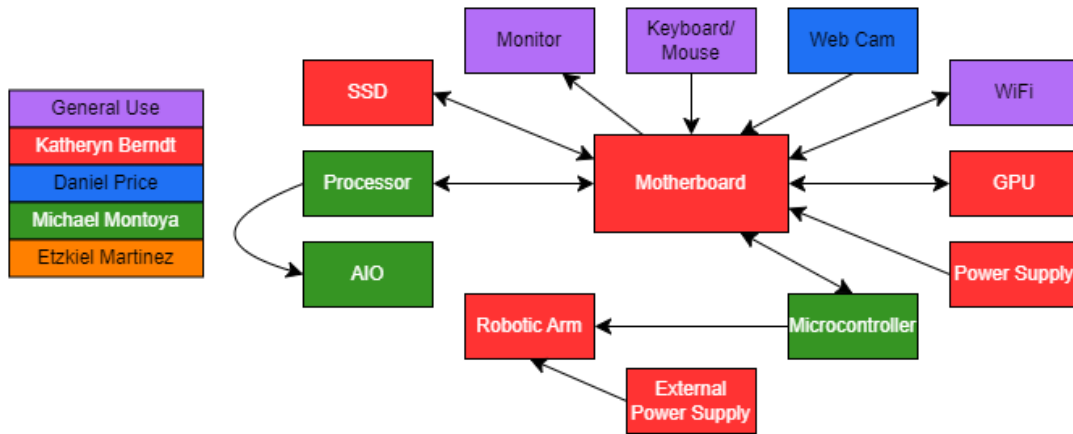 General Use
Katheryn Berndt
Daniel Price
Michael Montoya
Etzkiel Martinez
Monitor
Keyboard/
Mouse
Web Cam
SSD
WiFi
Processor
Motherboard
GPU
AIO
Power Supply
Robotic Arm
Microcontroller
External
Power Supply